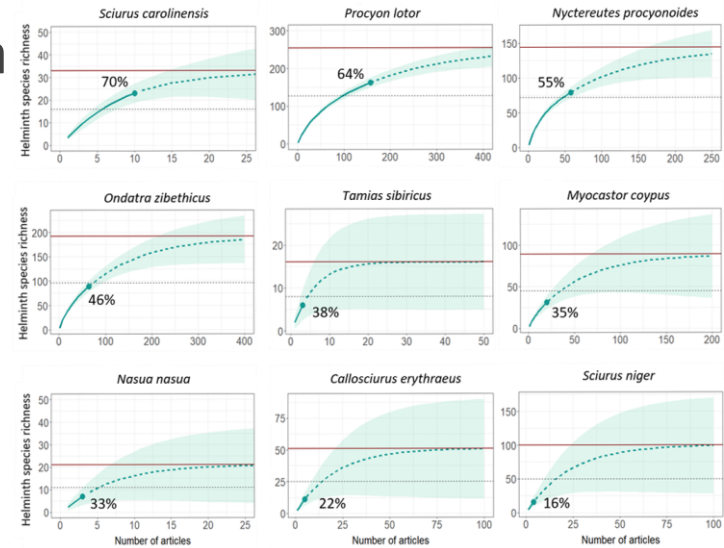 Sciurus carolinensis
Procyon lotor
Nyctereutes procyonoides
Helminth species richness
50
40
30
20
10
0
70%
0 5 10 15 20 25
300
200
100
0
64%
0 100 200 300 400
150
100
50
0
55%
0 50 100 150 200 250
Ondatra zibethicus
Tamias sibiricus
Myocastor coypus
Helminth species richness
200
150
100
50
0
46%
0 100 200 300 400
20
10
0
38%
0 10 20 30 40 50
100
50
0
35%
0 50 100 150 200
Nasua nasua
Callosciurus erythraeus
Sciurus niger
Helminth species richness
50
40
30
20
10
0
33%
0 5 10 15 20 25
Number of articles
75
50
25
0
22%
0 25 50 75 100
Number of articles
150
100
50
0
16%
0 25 50 75 100
Number of articles